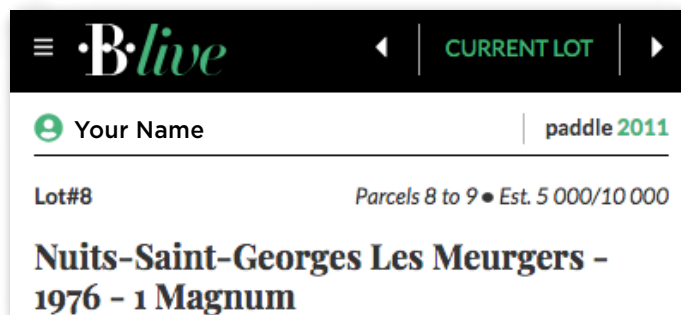 ·B·live CURRENT LOT
Your Name paddle 2011
Lot#8 Parcels 8 to 9 • Est. 5 000/10 000
Nuits-Saint-Georges Les Meurgers -
1976 - 1 Magnum